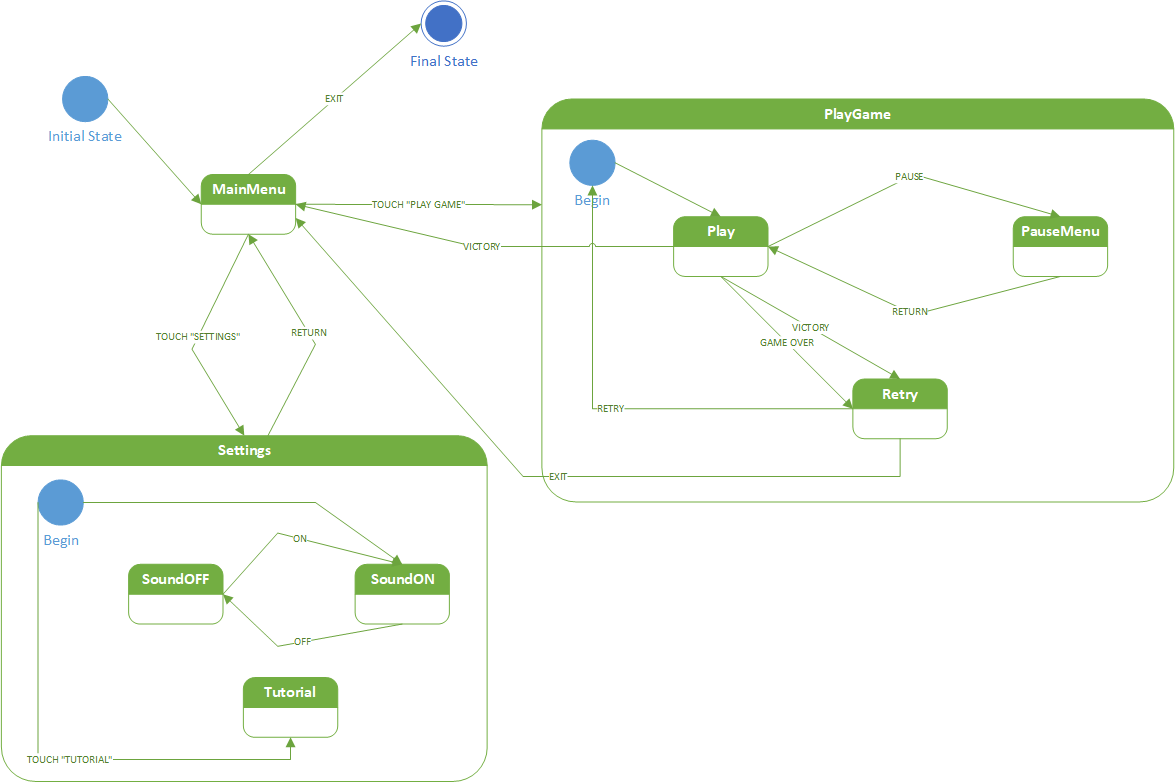 Final State
EXIT
Initial State
PlayGame
MainMenu
Begin
PAUSE
TOUCH "PLAY GAME"
Play
PauseMenu
VICTORY
RETURN
VICTORY
GAME OVER
TOUCH "SETTINGS"
RETURN
Retry
RETRY
EXIT
Settings
Begin
ON
SoundOFF
SoundON
OFF
Tutorial
TOUCH "TUTORIAL"